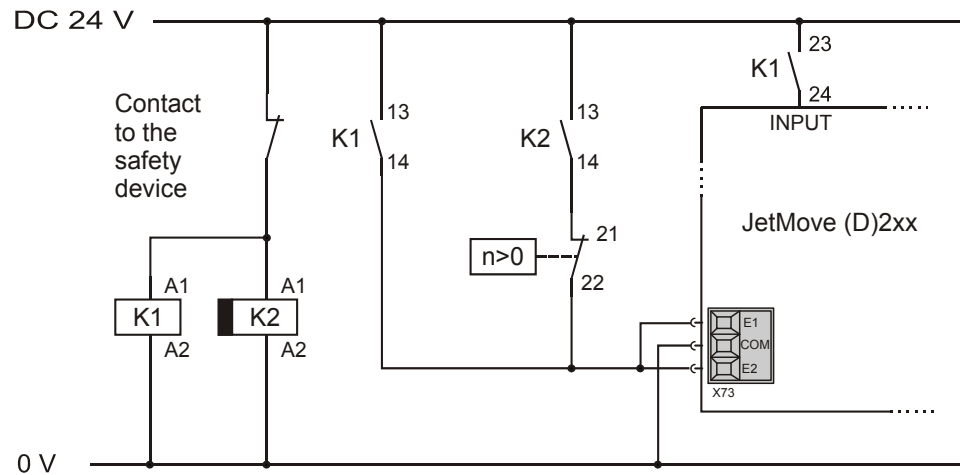 DC 24 V
Contact
to the
safety
device
K1
13
14
K2
13
14
K1
23
24
INPUT
JetMove (D)2xx
n>0
21
22
A1
K1
A2
A1
K2
A2
E1
COM
E2
X73
0 V